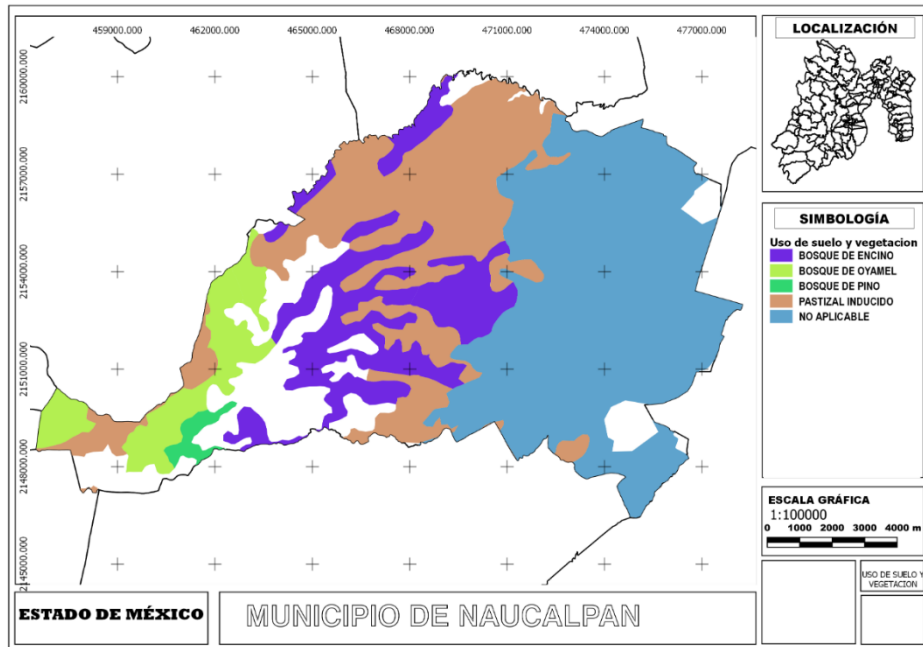 459000.000 462000.000 465000.000 468000.000 471000.000 474000.000 477000.000
2160000.000
2157000.000
2154000.000
2151000.000
2148000.000
2145000.000
LOCALIZACIÓN
SIMBOLOGÍA
Uso de suelo y vegetacion
BOSQUE DE ENCINO
BOSQUE DE OYAMEL
BOSQUE DE PINO
PASTIZAL INDUCIDO
NO APLICABLE
ESCALA GRÁFICA
1:100000
0 1000 2000 3000 4000 m
USO DE SUELO Y
VEGETACION
ESTADO DE MÉXICO
MUNICIPIO DE NAUCALPAN